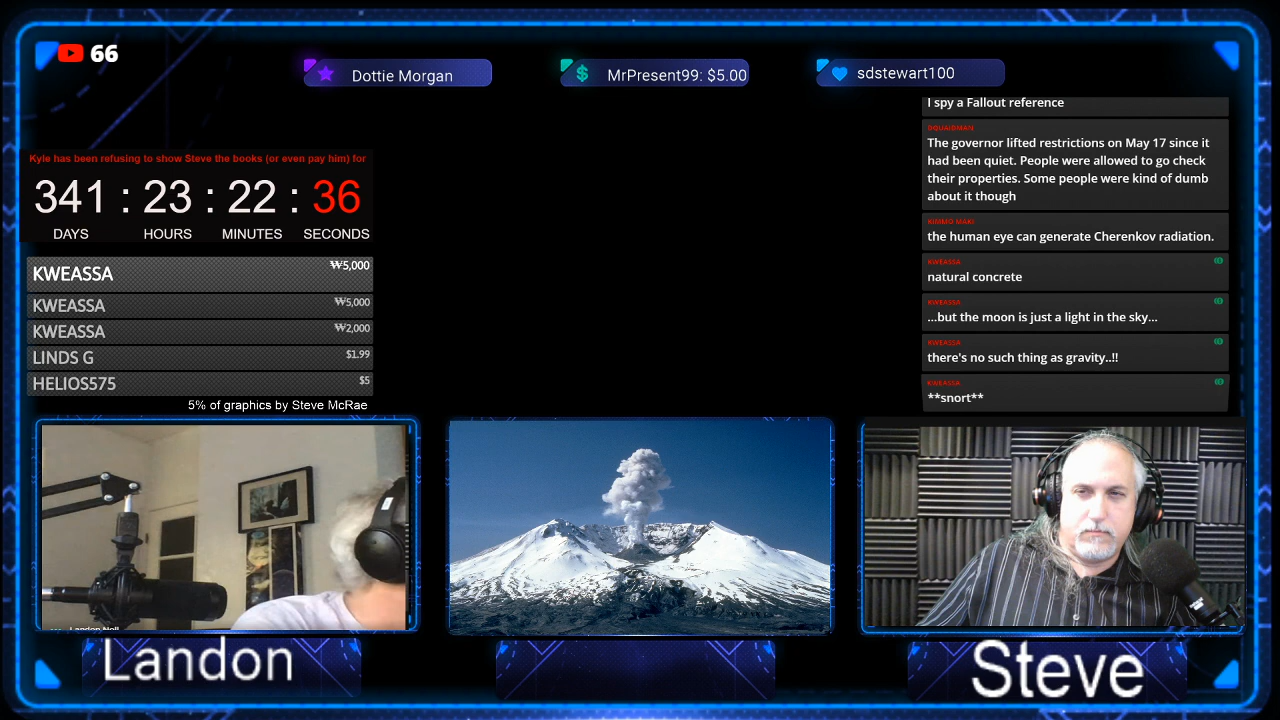 66
Dottie Morgan
MrPresent99: $5.00
sdstewart100
Kyle has been refusing to show Steve the books (or even pay him) for
341 : 23 : 22 : 36
DAYS HOURS MINUTES SECONDS
KWEASSA ₩5,000
KWEASSA ₩5,000
KWEASSA ₩2,000
LINDS G $1.99
HELIOS575 $5
5% of graphics by Steve McRae
I spy a Fallout reference
DQUAIDMAN
The governor lifted restrictions on May 17 since it
had been quiet. People were allowed to go check
their properties. Some people were kind of dumb
about it though
KIMMO MAKI
the human eye can generate Cherenkov radiation.
KWEASSA
natural concrete
KWEASSA
...but the moon is just a light in the sky...
KWEASSA
there's no such thing as gravity..!!
KWEASSA
**snort**
Landon
Steve